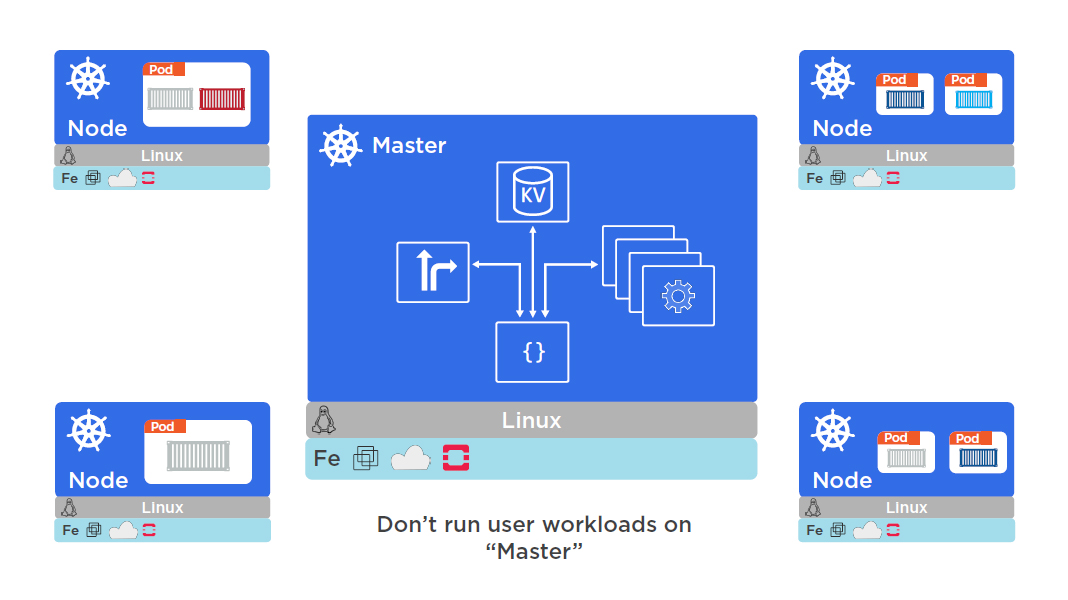 Pod
Node
Linux
Fe
Pod
Pod
Node
Linux
Fe
Master
KV
{}
Linux
Fe
Pod
Node
Linux
Fe
Pod
Pod
Node
Linux
Fe
Don’t run user workloads on
“Master”